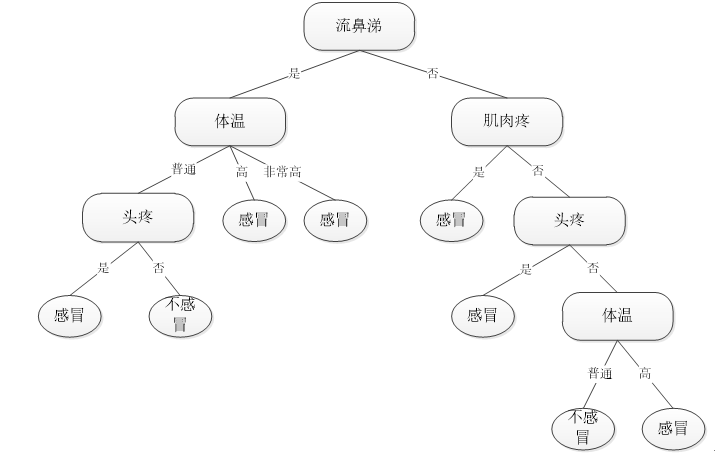 流鼻涕
是
否
体温
肌肉疼
普通
高
非常高
是
否
头疼
感冒
感冒
感冒
头疼
是
否
是
否
感冒
不感
冒
感冒
体温
普通
高
不感
冒
感冒